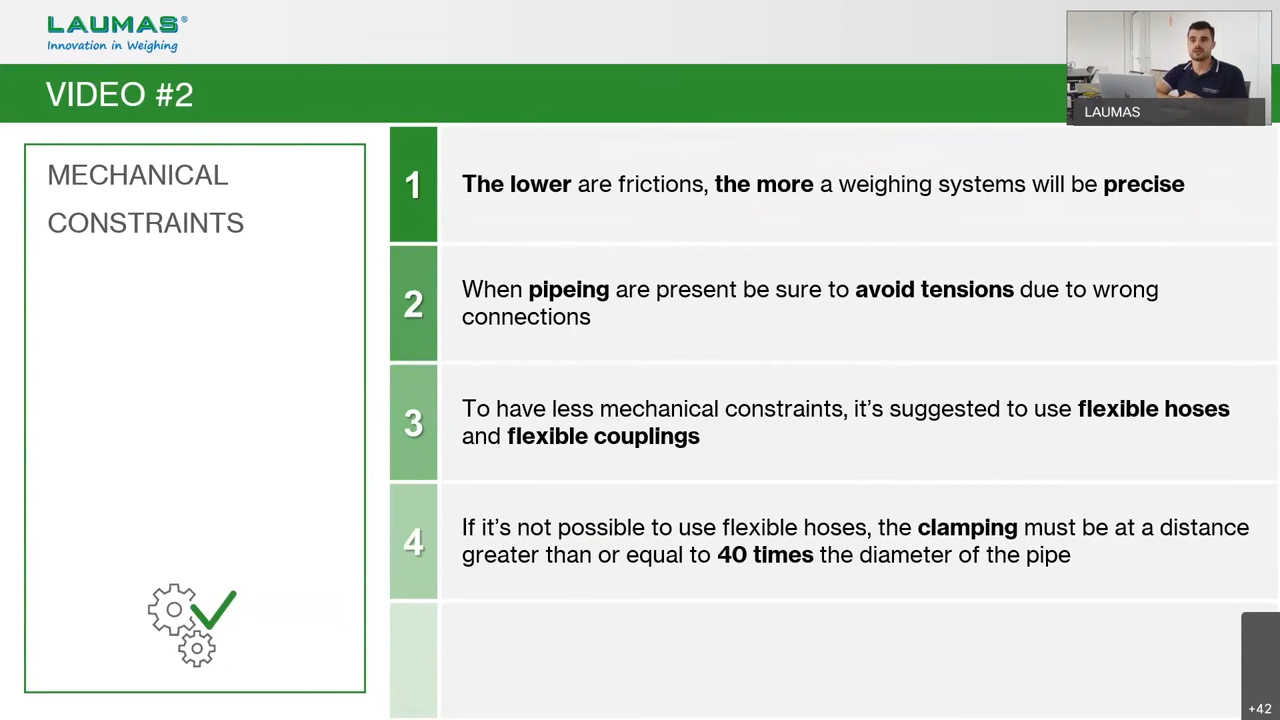 LAUMAS®
Innovation in Weighing
VIDEO #2
LAUMAS
MECHANICAL
CONSTRAINTS
1
The lower are frictions, the more a weighing systems will be precise
2
When pipeing are present be sure to avoid tensions due to wrong
connections
3
To have less mechanical constraints, it's suggested to use flexible hoses
and flexible couplings
4
If it's not possible to use flexible hoses, the clamping must be at a distance
greater than or equal to 40 times the diameter of the pipe
+42